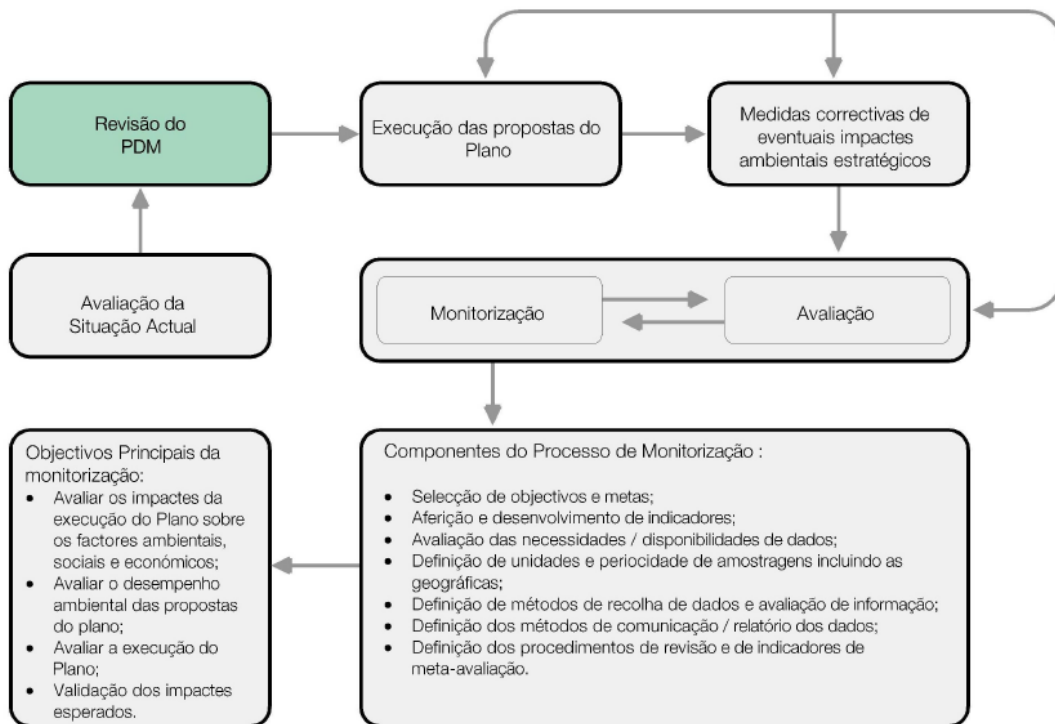 Revisão do
PDM
Execução das propostas do
Plano
Medidas correctivas de
eventuais impactes
ambientais estratégicos
Avaliação da
Situação Actual
Monitorização
Avaliação
Objectivos Principais da
monitorização:
• Avaliar os impactes da
execução do Plano sobre
os factores ambientais,
sociais e económicos;
• Avaliar o desempenho
ambiental das propostas
do plano;
• Avaliar a execução do
Plano;
• Validação dos impactes
esperados.
Componentes do Processo de Monitorização :
• Selecção de objectivos e metas;
• Aferição e desenvolvimento de indicadores;
• Avaliação das necessidades / disponibilidades de dados;
• Definição de unidades e periocidade de amostragens incluindo as
geográficas;
• Definição de métodos de recolha de dados e avaliação de informação;
• Definição dos métodos de comunicação / relatório dos dados;
• Definição dos procedimentos de revisão e de indicadores de
meta-avaliação.